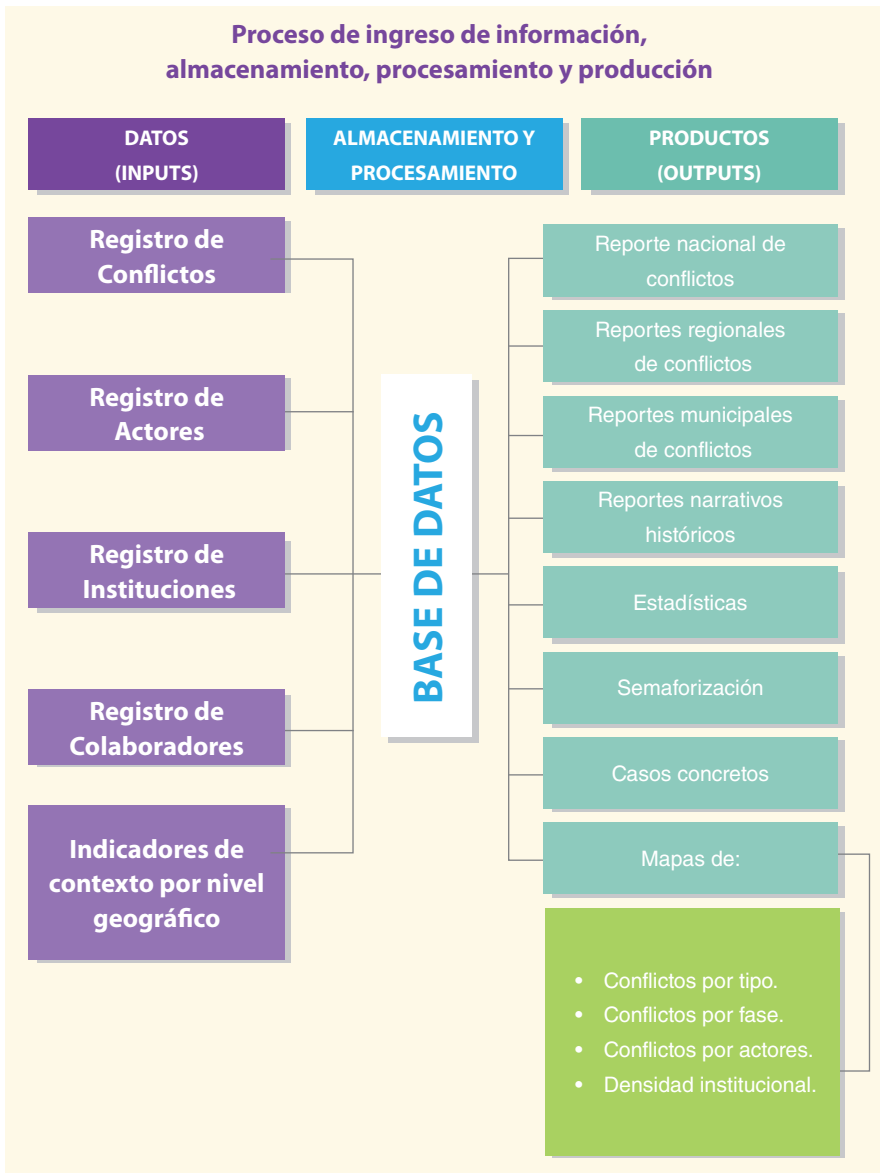 Proceso de ingreso de información,
almacenamiento, procesamiento y producción
DATOS
(INPUTS)
ALMACENAMIENTO Y
PROCESAMIENTO
PRODUCTOS
(OUTPUTS)
Registro de
Conflictos
Registro de
Actores
Registro de
Instituciones
Registro de
Colaboradores
Indicadores de
contexto por nivel
geográfico
BASE DE DATOS
Reporte nacional de
conflictos
Reportes regionales
de conflictos
Reportes municipales
de conflictos
Reportes narrativos
históricos
Estadísticas
Semaforización
Casos concretos
Mapas de:
• Conflictos por tipo.
• Conflictos por fase.
• Conflictos por actores.
• Densidad institucional.